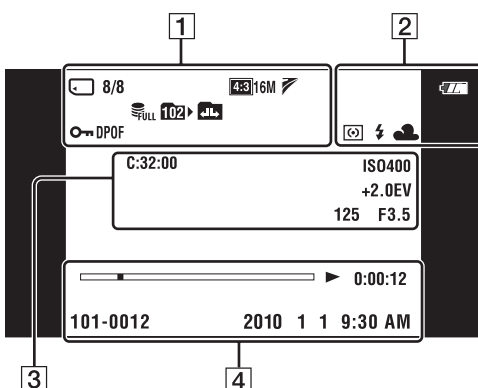 1 2
8/8 4:3 16M
FULL 102
DPOF
C:32:00 ISO400
+2.0EV
125 F3.5
0:00:12
101-0012 2010 1 1 9:30 AM
3 4